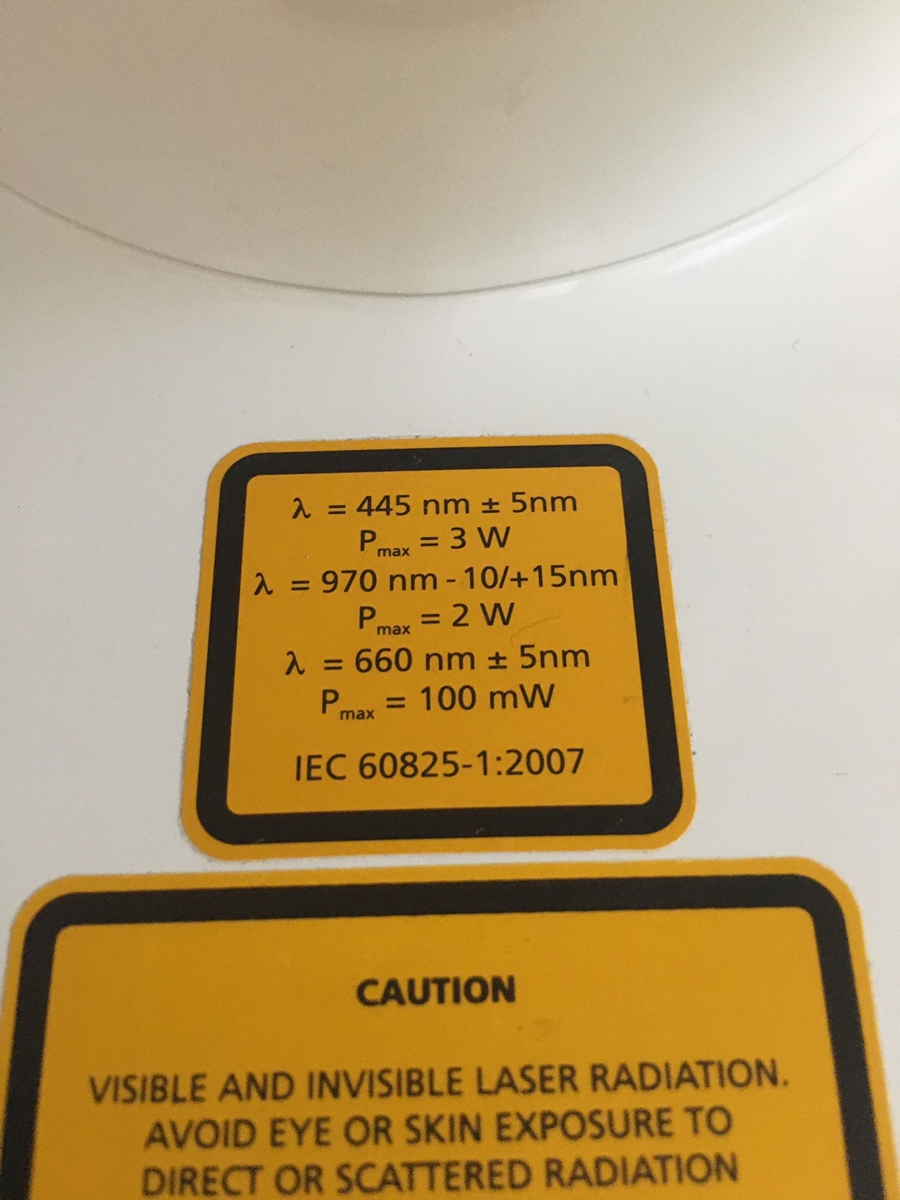 λ = 445 nm ± 5nm
Pmax = 3 W
λ = 970 nm - 10/+15nm
Pmax = 2 W
λ = 660 nm ± 5nm
Pmax = 100 mW
IEC 60825-1:2007
CAUTION
VISIBLE AND INVISIBLE LASER RADIATION.
AVOID EYE OR SKIN EXPOSURE TO
DIRECT OR SCATTERED RADIATION